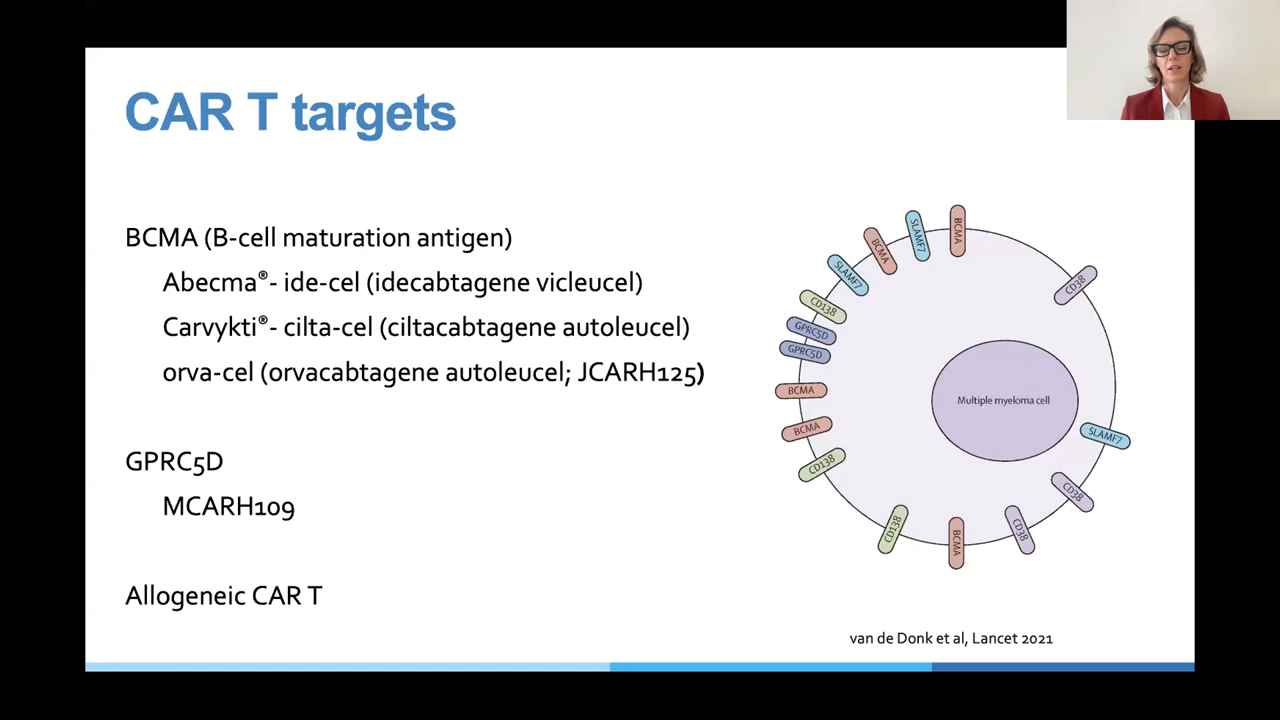 CAR T targets
BCMA (B-cell maturation antigen)
Abecma®- ide-cel (idecabtagene vicleucel)
Carvykti®- cilta-cel (ciltacabtagene autoleucel)
orva-cel (orvacabtagene autoleucel; JCARH125)
GPRC5D
MCARH109
Allogeneic CAR T
BCMA
SLAMF7
BCMA
SLAMF7
CD138
GPRC5D
GPRC5D
BCMA
BCMA
CD138
CD138
BCMA
CD38
CD38
SLAMF7
CD38
Multiple myeloma cell
van de Donk et al, Lancet 2021